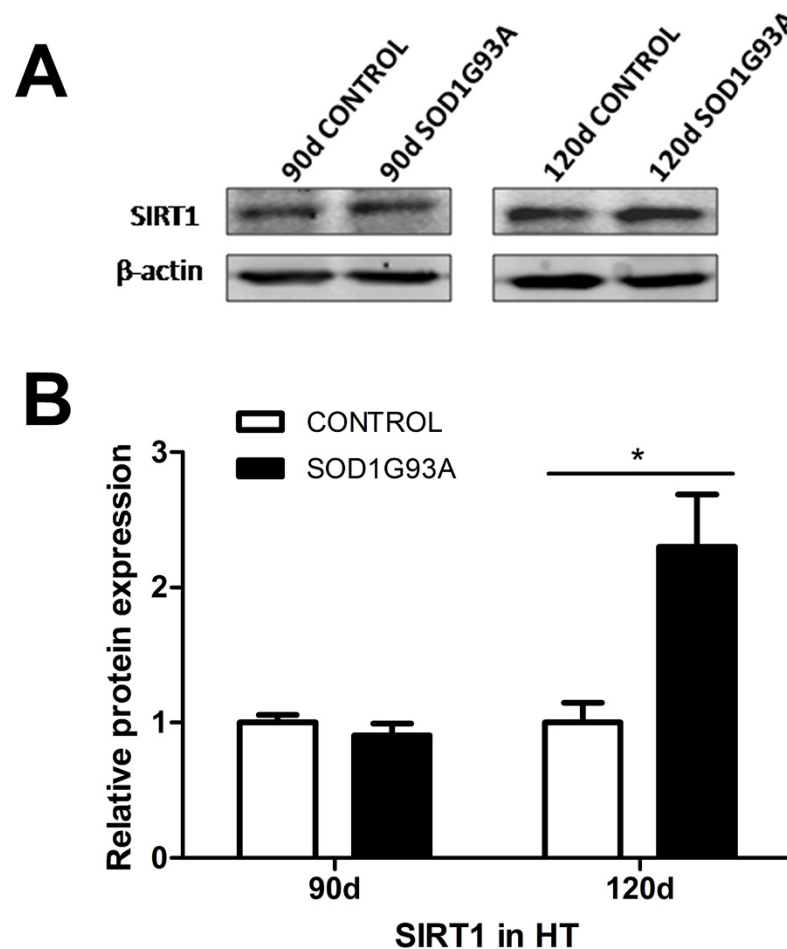 A
90d CONTROL
90d SOD1G93A
120d CONTROL
120d SOD1G93A
SIRT1
β-actin
B
CONTROL
SOD1G93A
Relative protein expression
3
2
1
0
*
90d
120d
SIRT1 in HT